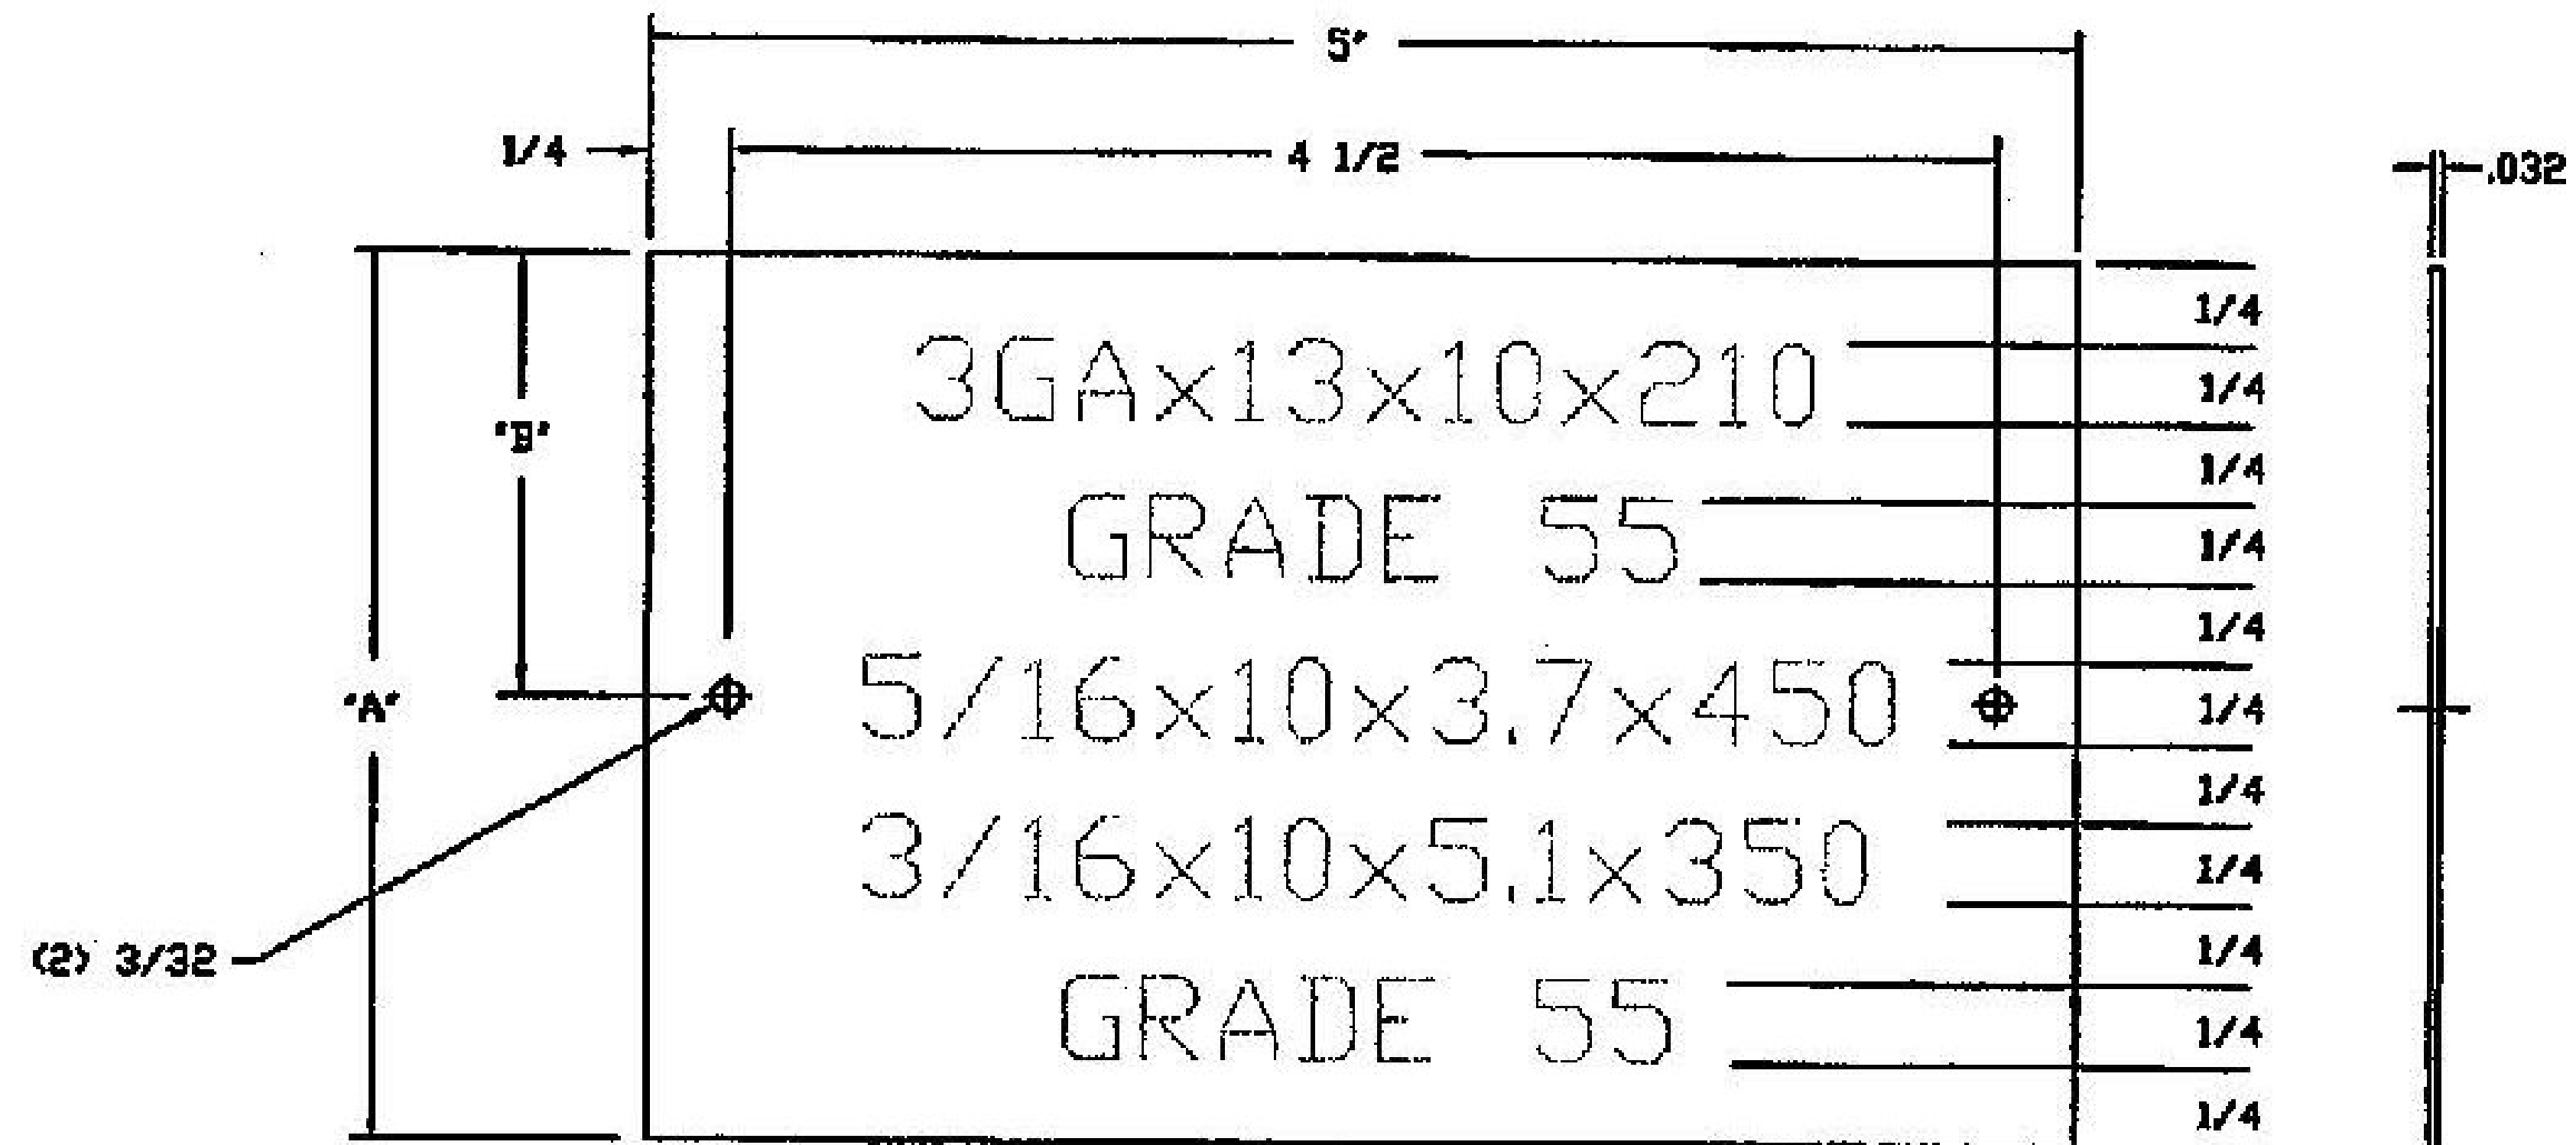 5"
1/4 4 1/2 .032
1/4
3GAx13x10x210 1/4
"B" 1/4
GRADE 55 1/4
1/4
"A" 5/16x10x3.7x450 1/4
1/4
3/16x10x5.1x350 1/4
(2) 3/32 1/4
GRADE 55 1/4
1/4